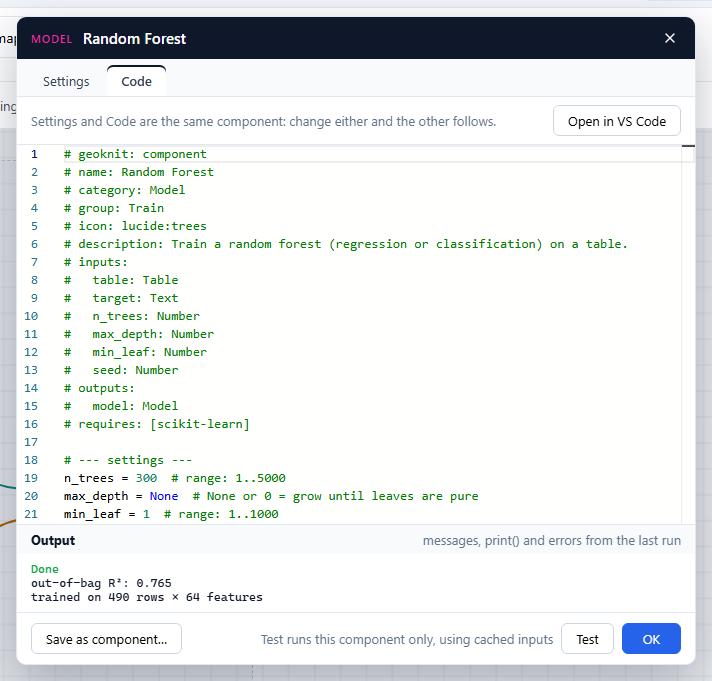 MODEL Random Forest
Settings Code
Settings and Code are the same component: change either and the other follows. Open in VS Code
1 # geoknit: component
2 # name: Random Forest
3 # category: Model
4 # group: Train
5 # icon: lucide:trees
6 # description: Train a random forest (regression or classification) on a table.
7 # inputs:
8 #   table: Table
9 #   target: Text
10 #   n_trees: Number
11 #   max_depth: Number
12 #   min_leaf: Number
13 #   seed: Number
14 # outputs:
15 #   model: Model
16 # requires: [scikit-learn]
17
18 # --- settings ---
19 n_trees = 300  # range: 1..5000
20 max_depth = None  # None or 0 = grow until leaves are pure
21 min_leaf = 1  # range: 1..1000
Output messages, print() and errors from the last run
Done
out-of-bag R²: 0.765
trained on 490 rows × 64 features
Save as component... Test runs this component only, using cached inputs Test OK